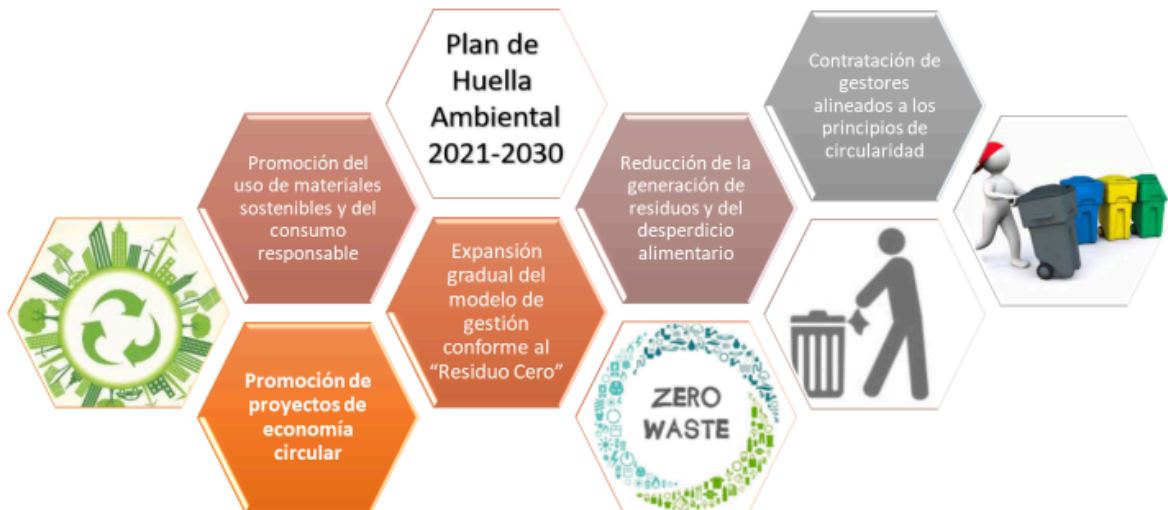 Plan de
Huella
Ambiental
2021-2030
Contratación de
gestores
alineados a los
principios de
circularidad
Promoción del
uso de materiales
sostenibles y del
consumo
responsable
Reducción de la
generación de
residuos y del
desperdicio
alimentario
Expansión
gradual del
modelo de
gestión
conforme al
“Residuo Cero”
Promoción de
proyectos de
economía
circular
ZERO
WASTE